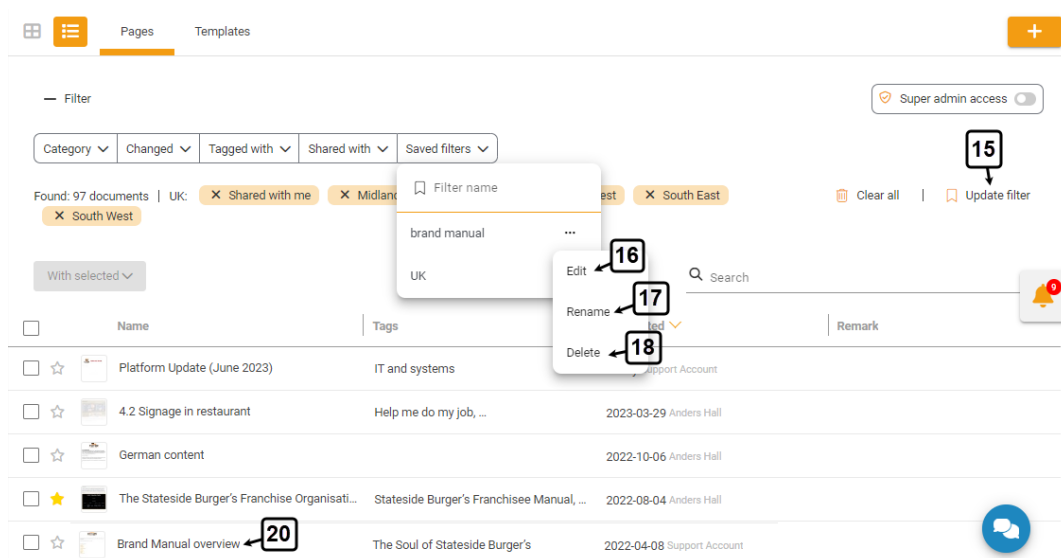 Pages Templates
+
Filter
Super admin access
Category Changed Tagged with Shared with Saved filters
15
Filter name
Found: 97 documents | UK: Shared with me South East Clear all | Update filter
South West
brand manual ...
16
With selected
UK
Edit
Search
9
17
Rename
Name Tags Remark
18
Delete
Platform Update (June 2023) IT and systems Support Account
4.2 Signage in restaurant Help me do my job, ... 2023-03-29 Anders Hall
German content 2022-10-06 Anders Hall
The Stateside Burger's Franchise Organisati... Stateside Burger's Franchisee Manual, ... 2022-08-04 Anders Hall
20
Brand Manual overview The Soul of Stateside Burger's 2022-04-08 Support Account